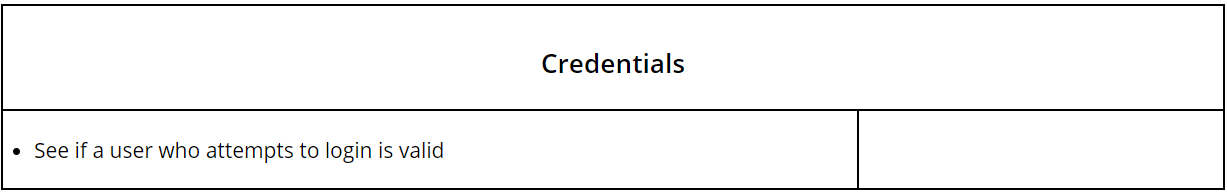 Credentials
• See if a user who attempts to login is valid